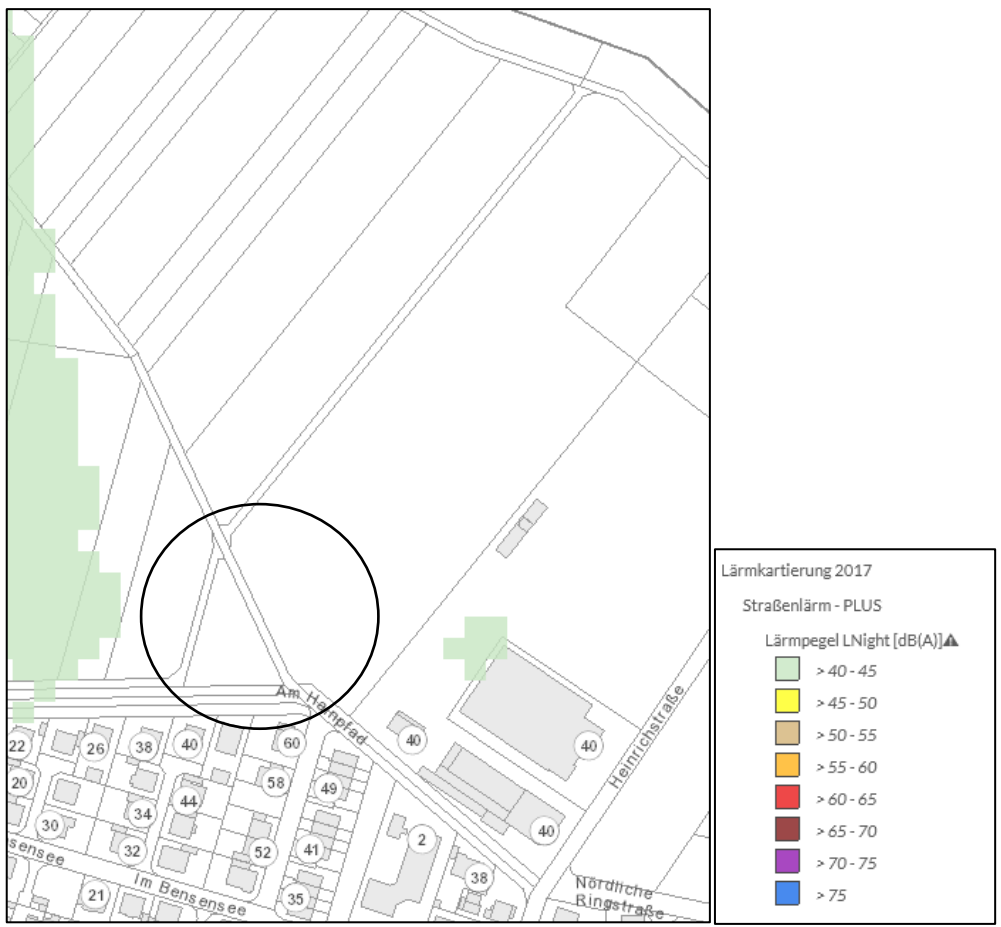 Am Hainpfad
22
26
38
40
60
40
40
20
58
49
44
34
30
2
40
32
52
41
38
sensee
21
Im Bensensee
35
Heinrichstraße
Nördliche
Ringstraße
Lärmkartierung 2017
Straßenlärm - PLUS
Lärmpegel LNight [dB(A)]
> 40 - 45
> 45 - 50
> 50 - 55
> 55 - 60
> 60 - 65
> 65 - 70
> 70 - 75
> 75